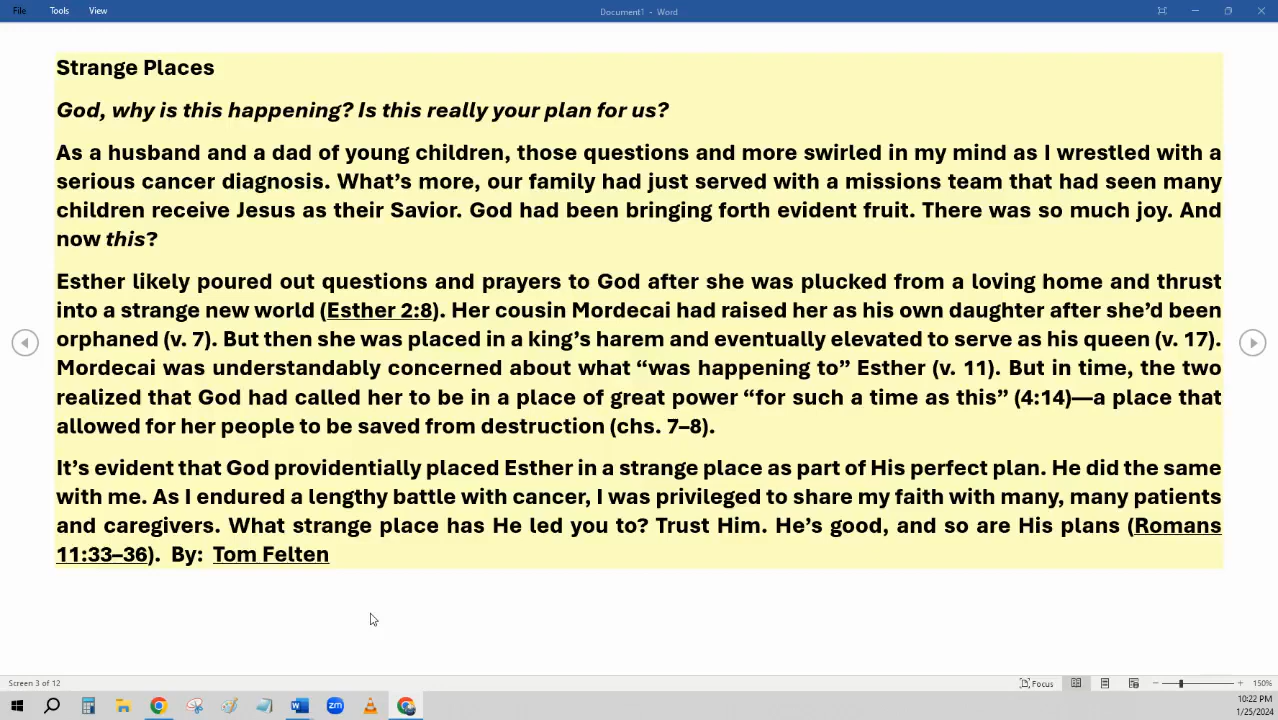 File Tools View Document1 - Word
Strange Places
God, why is this happening? Is this really your plan for us?
As a husband and a dad of young children, those questions and more swirled in my mind as I wrestled with a
serious cancer diagnosis. What’s more, our family had just served with a missions team that had seen many
children receive Jesus as their Savior. God had been bringing forth evident fruit. There was so much joy. And
now this?
Esther likely poured out questions and prayers to God after she was plucked from a loving home and thrust
into a strange new world (Esther 2:8). Her cousin Mordecai had raised her as his own daughter after she’d been
orphaned (v. 7). But then she was placed in a king’s harem and eventually elevated to serve as his queen (v. 17).
Mordecai was understandably concerned about what “was happening to” Esther (v. 11). But in time, the two
realized that God had called her to be in a place of great power “for such a time as this” (4:14)—a place that
allowed for her people to be saved from destruction (chs. 7–8).
It’s evident that God providentially placed Esther in a strange place as part of His perfect plan. He did the same
with me. As I endured a lengthy battle with cancer, I was privileged to share my faith with many, many patients
and caregivers. What strange place has He led you to? Trust Him. He’s good, and so are His plans (Romans
11:33–36). By: Tom Felten
Screen 3 of 12 Focus 150%
zm 10:22 PM
1/25/2024